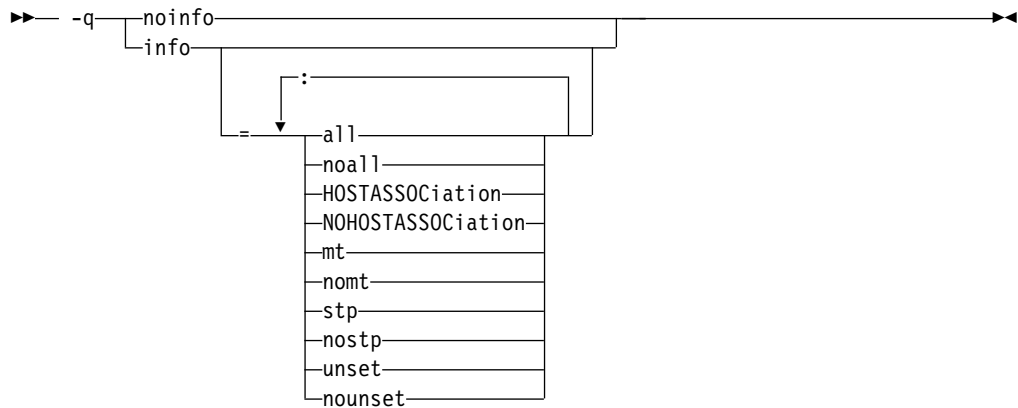 -q noinfo
info
:
= all
noall
HOSTASSOCiation
NOHOSTASSOCiation
mt
nomt
stp
nostp
unset
nounset